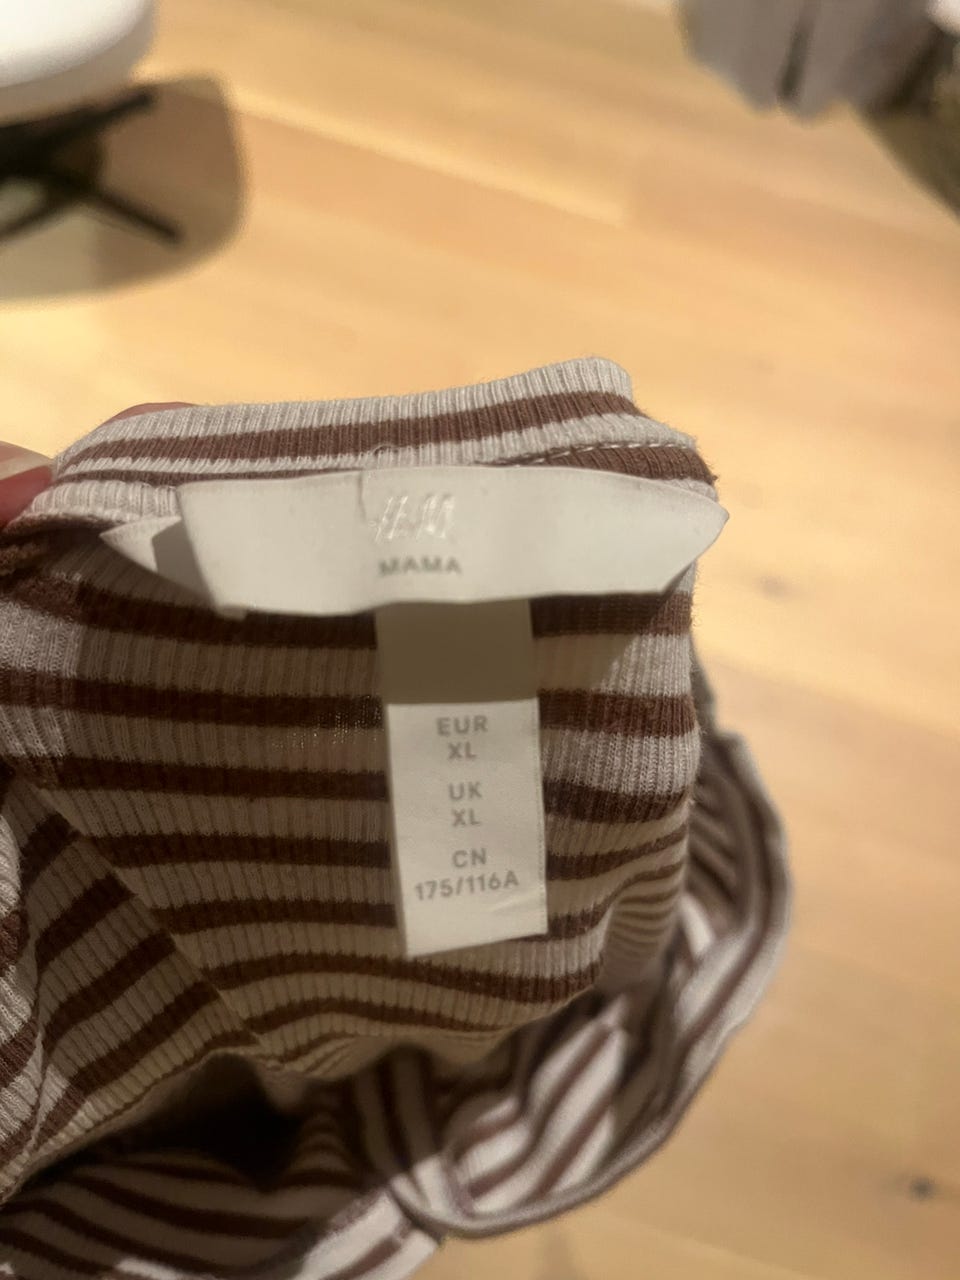 H&M
MAMA
EUR
XL
UK
XL
CN
175/116A